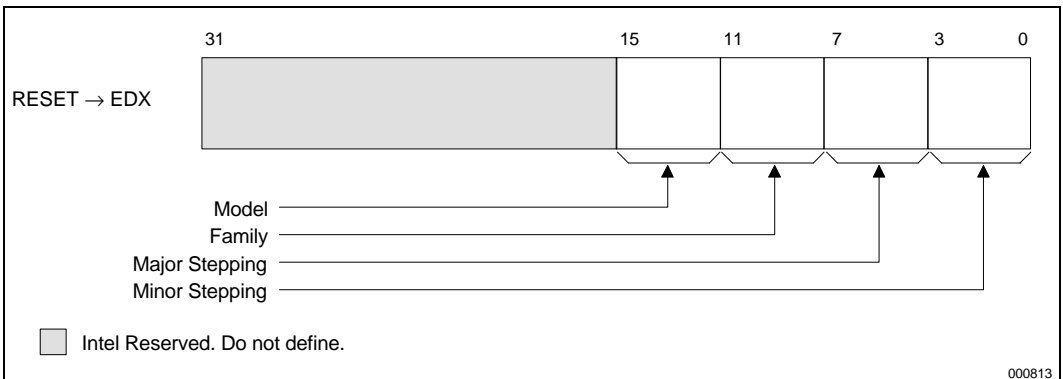 31 15 11 7 3 0
RESET → EDX
Model
Family
Major Stepping
Minor Stepping
Intel Reserved. Do not define.
000813